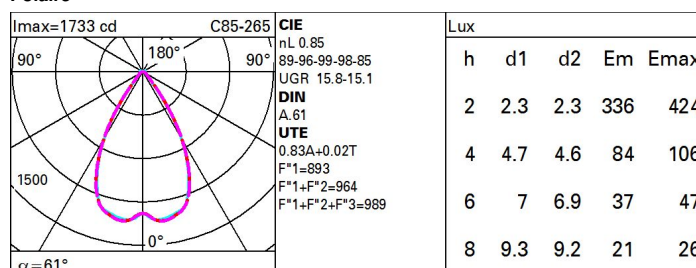 Imax=1733 cd C85-265
90° 180° 90°
1500
0°
α=61°
CIE
nL 0.85
89-96-99-98-85
UGR 15.8-15.1
DIN
A.61
UTE
0.83A+0.02T
F"1=893
F"1+F"2=964
F"1+F"2+F"3=989
Lux
h d1 d2 Em Emax
2 2.3 2.3 336 424
4 4.7 4.6 84 106
6 7 6.9 37 47
8 9.3 9.2 21 26